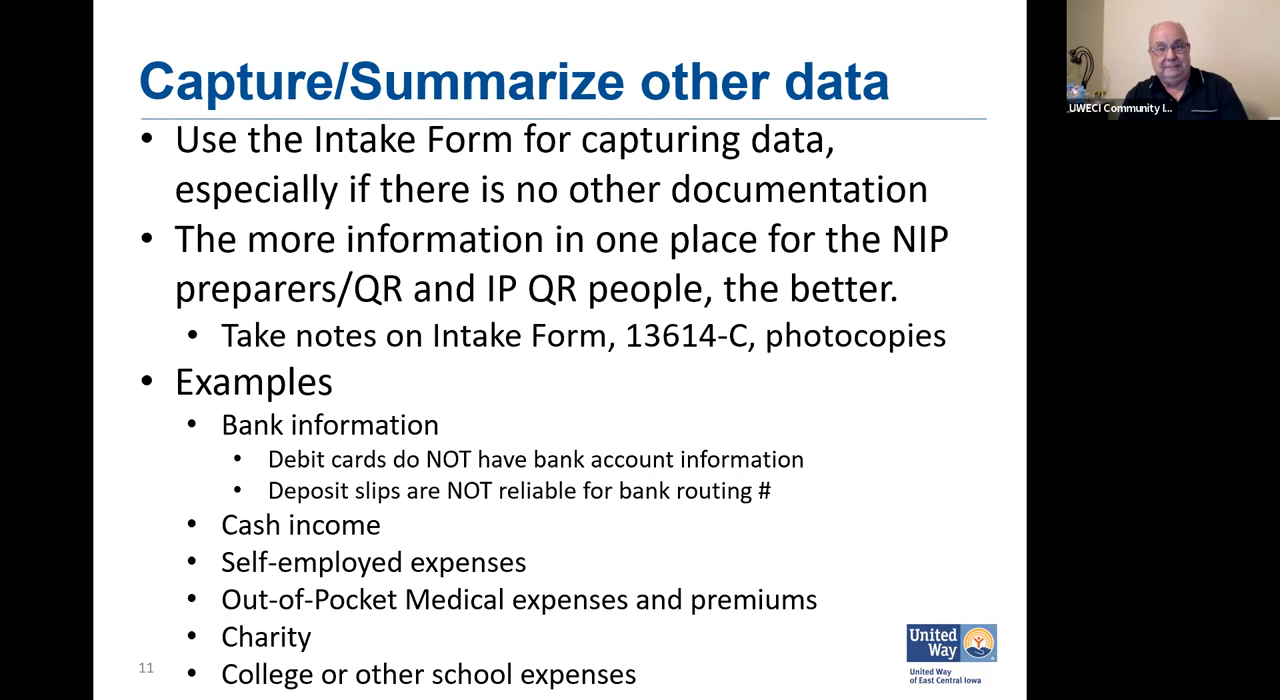 Capture/Summarize other data
• Use the Intake Form for capturing data,
especially if there is no other documentation
• The more information in one place for the NIP
preparers/QR and IP QR people, the better.
• Take notes on Intake Form, 13614-C, photocopies
• Examples
• Bank information
• Debit cards do NOT have bank account information
• Deposit slips are NOT reliable for bank routing #
• Cash income
• Self-employed expenses
• Out-of-Pocket Medical expenses and premiums
• Charity
• College or other school expenses
11
United
Way
United Way
of East Central Iowa
UWECI Community I...